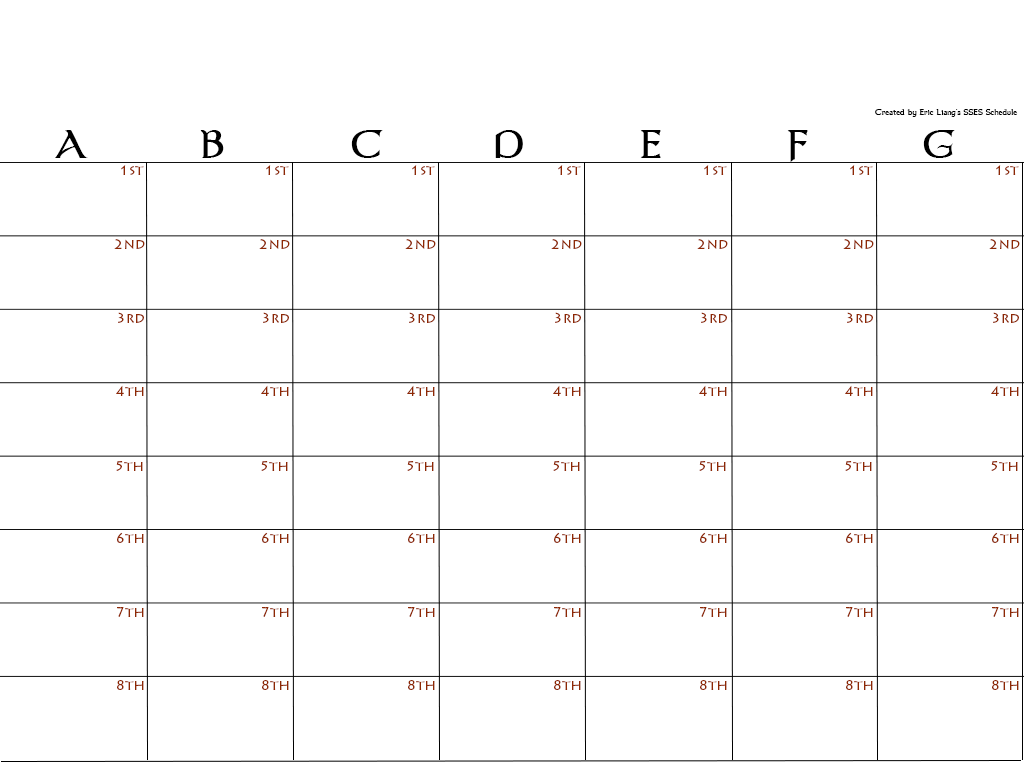 Created by Eric Liang's SSES Schedule
A B C D E F G
1ST 1ST 1ST 1ST 1ST 1ST 1ST
2ND 2ND 2ND 2ND 2ND 2ND 2ND
3RD 3RD 3RD 3RD 3RD 3RD 3RD
4TH 4TH 4TH 4TH 4TH 4TH 4TH
5TH 5TH 5TH 5TH 5TH 5TH 5TH
6TH 6TH 6TH 6TH 6TH 6TH 6TH
7TH 7TH 7TH 7TH 7TH 7TH 7TH
8TH 8TH 8TH 8TH 8TH 8TH 8TH